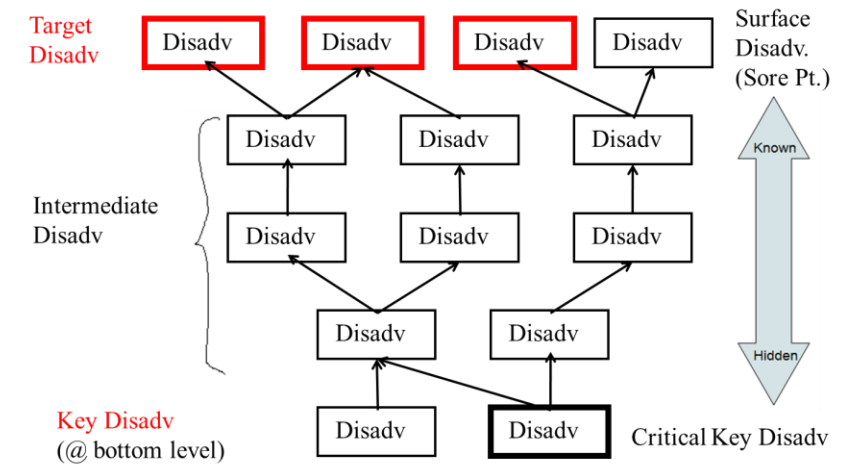 Target
Disadv
Disadv
Disadv
Disadv
Disadv
Surface
Disadv.
(Sore Pt.)
Disadv
Disadv
Disadv
Known
Intermediate
Disadv
Disadv
Disadv
Disadv
Disadv
Disadv
Hidden
Key Disadv
(@ bottom level)
Disadv
Disadv
Critical Key Disadv